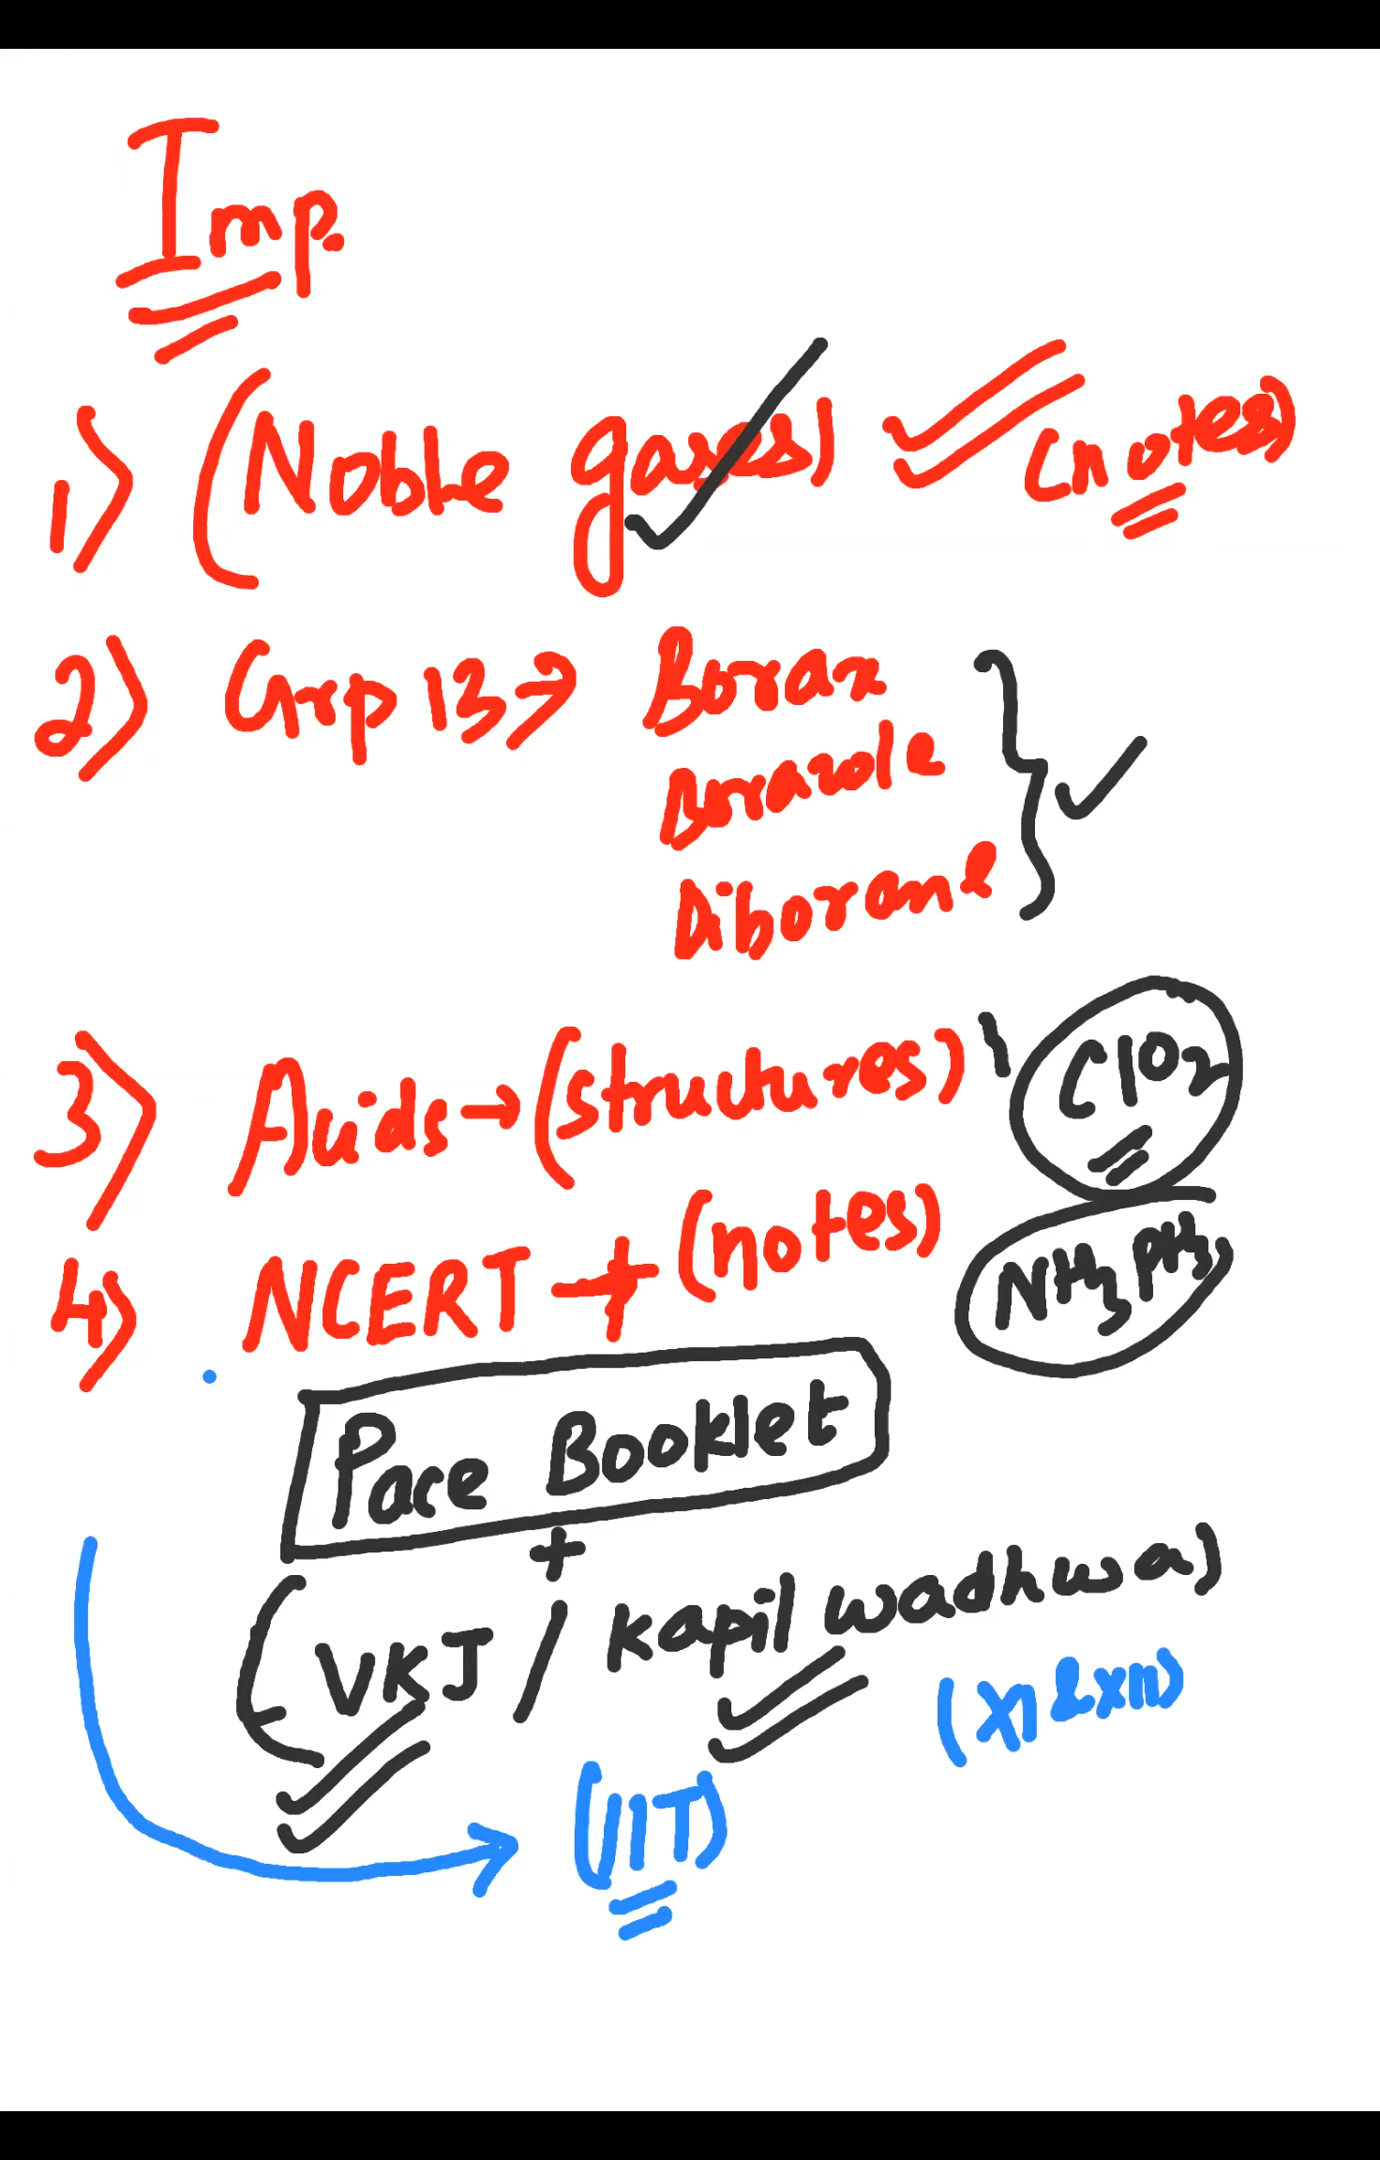 Imp.
1) (Noble gases) (notes)
2) Grp 13 → Borax
Borazole
Diborane
3) Acids → (structures) ClO2
4) NCERT + (notes) NH3 PH3
Pace Booklet
+
(VKJ / Kapil wadhwa)
(XI & XII)
(IIT)